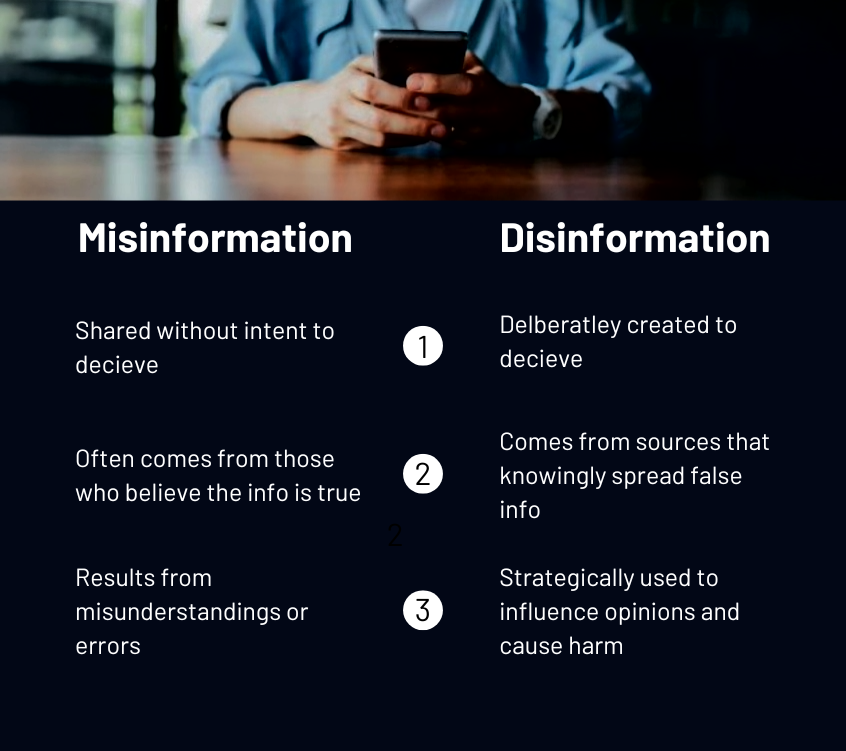 Misinformation
Disinformation
Shared without intent to
decieve
1
Delberatley created to
decieve
Often comes from those
who believe the info is true
2
Comes from sources that
knowingly spread false
info
2
Results from
misunderstandings or
errors
3
Strategically used to
influence opinions and
cause harm